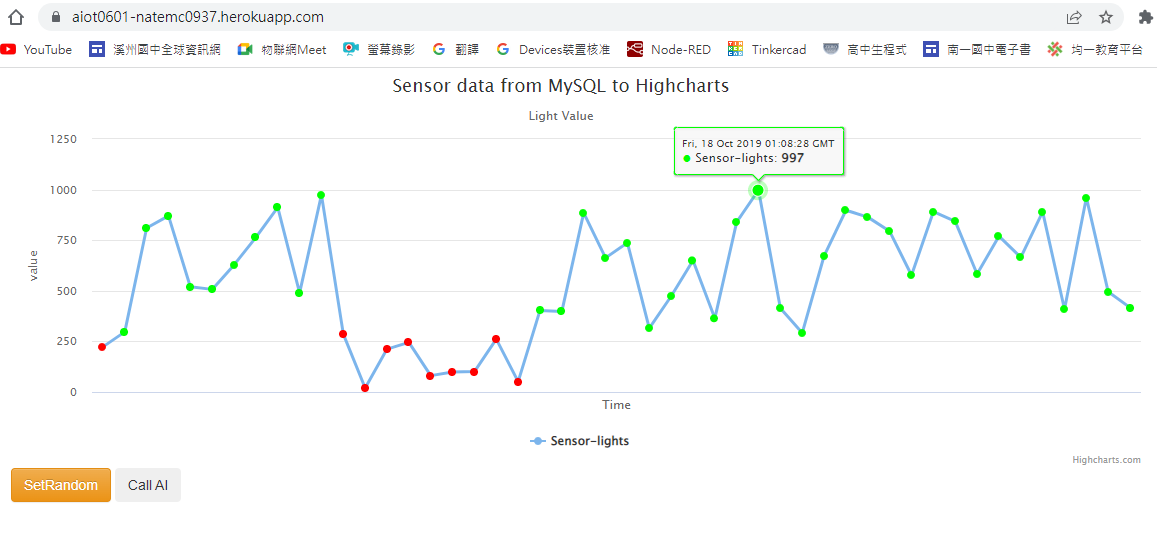 aiot0601-natemc0937.herokuapp.com
YouTube 溪州國中全球資訊網 物聯網Meet 螢幕錄影 翻譯 Devices裝置核准 Node-RED Tinkercad 高中生程式 南一國中電子書 均一教育平台
Sensor data from MySQL to Highcharts
Light Value
Fri, 18 Oct 2019 01:08:28 GMT
Sensor-lights: 997
value
1250
1000
750
500
250
0
Time
Sensor-lights
Highcharts.com
SetRandom Call AI